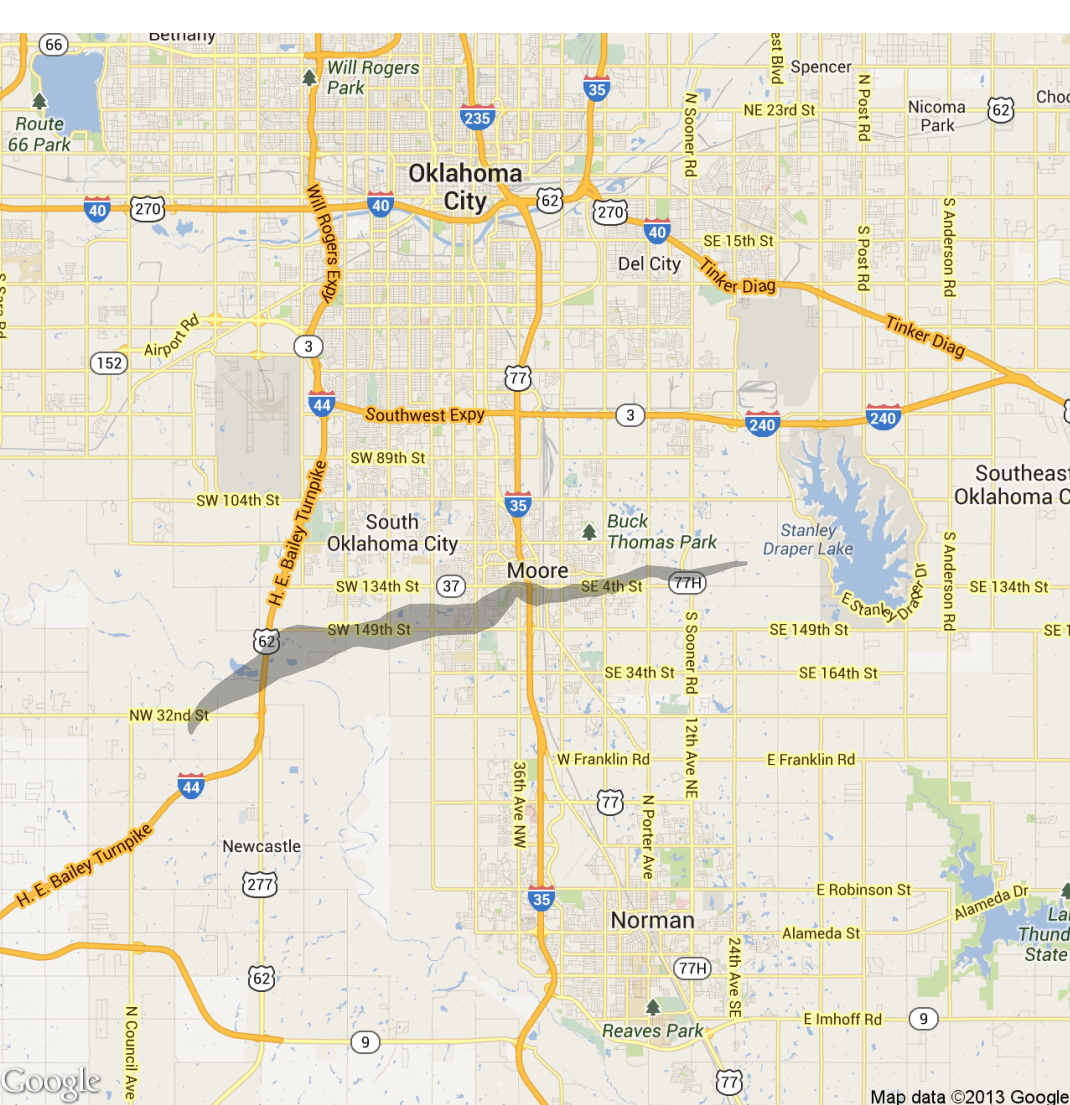 66
Bethany
Will Rogers
Park
35
Spencer
N Post Rd
N Sooner Rd
235
NE 23rd St
Nicoma
Park
62
Route
66 Park
Oklahoma
City
40
270
40
62
270
40
Will Rogers Expy
S Anderson Rd
S Post Rd
SE 15th St
Del City
Tinker Diag
Airport Rd
3
152
Tinker Diag
77
44
Southwest Expy
3
240
240
SW 89th St
H. E. Bailey Turnpike
SW 104th St
35
Southeast
Oklahoma C
South
Oklahoma City
Buck
Thomas Park
Stanley
Draper Lake
S Anderson Rd
Moore
SW 134th St
37
SE 4th St
77H
SE 134th St
E Stanley Draper Dr
62
SW 149th St
S Sooner Rd
SE 149th St
SE 1
SE 34th St
SE 164th St
NW 32nd St
12th Ave NE
W Franklin Rd
E Franklin Rd
44
36th Ave NW
77
N Porter Ave
H. E. Bailey Turnpike
Newcastle
277
35
E Robinson St
Alameda Dr
Norman
Alameda St
La
Thund
State
24th Ave SE
62
77H
N Council Ave
Reaves Park
E Imhoff Rd
9
9
77
Google
Map data ©2013 Google